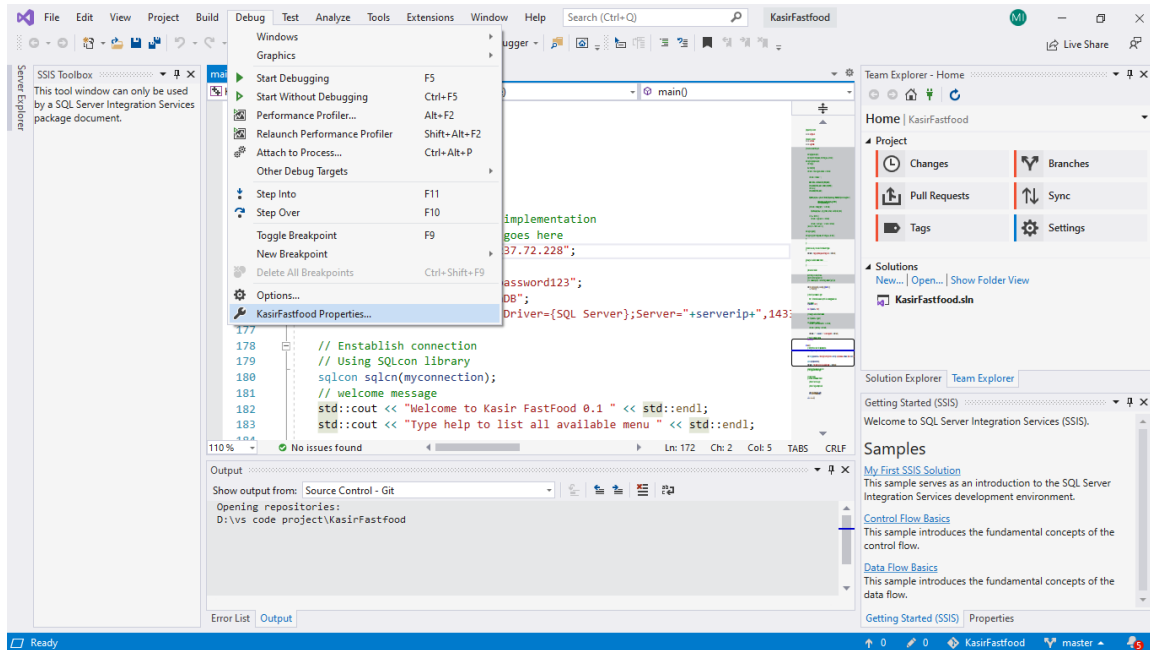 File Edit View Project Build Debug Test Analyze Tools Extensions Window Help Search (Ctrl+Q) KasirFastfood MI
Live Share
Server Explorer
SSIS Toolbox
This tool window can only be used
by a SQL Server Integration Services
package document.
Windows
Graphics
Start Debugging F5
Start Without Debugging Ctrl+F5
Performance Profiler... Alt+F2
Relaunch Performance Profiler Shift+Alt+F2
Attach to Process... Ctrl+Alt+P
Other Debug Targets
Step Into F11
Step Over F10
Toggle Breakpoint F9
New Breakpoint
Delete All Breakpoints Ctrl+Shift+F9
Options...
KasirFastfood Properties...
main()
implementation
goes here
37.72.228";
assword123";
DB";
Driver={SQL Server};Server="+serverip+",143
177
178 // Enstablish connection
179 // Using SQLcon library
180 sqlcon sqlcn(myconnection);
181 // welcome message
182 std::cout << "Welcome to Kasir FastFood 0.1 " << std::endl;
183 std::cout << "Type help to list all available menu " << std::endl;
110 % No issues found Ln: 172 Ch: 2 Col: 5 TABS CRLF
Output
Show output from: Source Control - Git
Opening repositories:
D:\vs code project\KasirFastfood
Error List Output
Team Explorer - Home
Home | KasirFastfood
Project
Changes Branches
Pull Requests Sync
Tags Settings
Solutions
New... | Open... | Show Folder View
KasirFastfood.sln
Solution Explorer Team Explorer
Getting Started (SSIS)
Welcome to SQL Server Integration Services (SSIS).
Samples
My First SSIS Solution
This sample serves as an introduction to the SQL Server
Integration Services development environment.
Control Flow Basics
This sample introduces the fundamental concepts of the
control flow.
Data Flow Basics
This sample introduces the fundamental concepts of the
data flow.
Getting Started (SSIS) Properties
Ready 0 0 KasirFastfood master 5